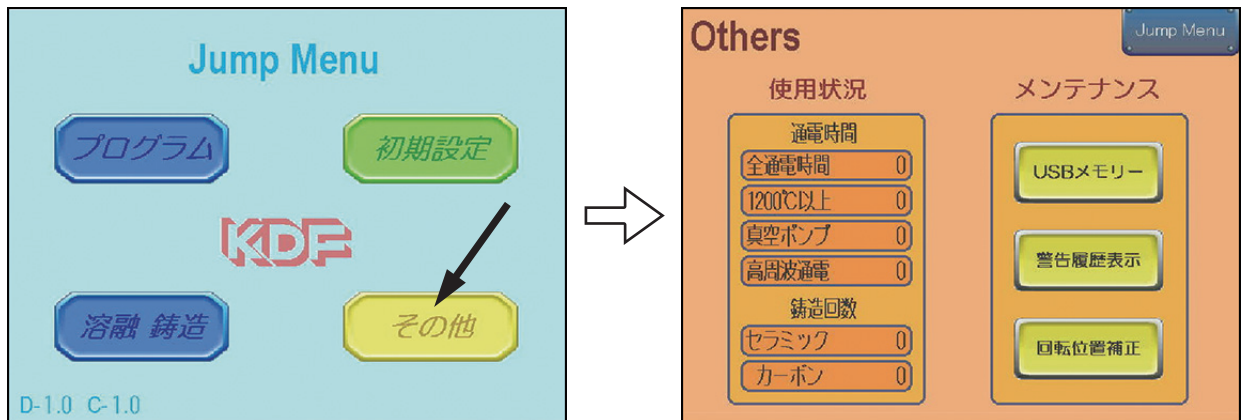 Jump Menu
プログラム
初期設定
KDF
溶融 鋳造
その他
D-1.0 C-1.0
Others
Jump Menu
使用状況
通電時間
全通電時間 0
1200℃以上 0
真空ポンプ 0
高周波通電 0
鋳造回数
セラミック 0
カーボン 0
メンテナンス
USBメモリー
警告履歴表示
回転位置補正